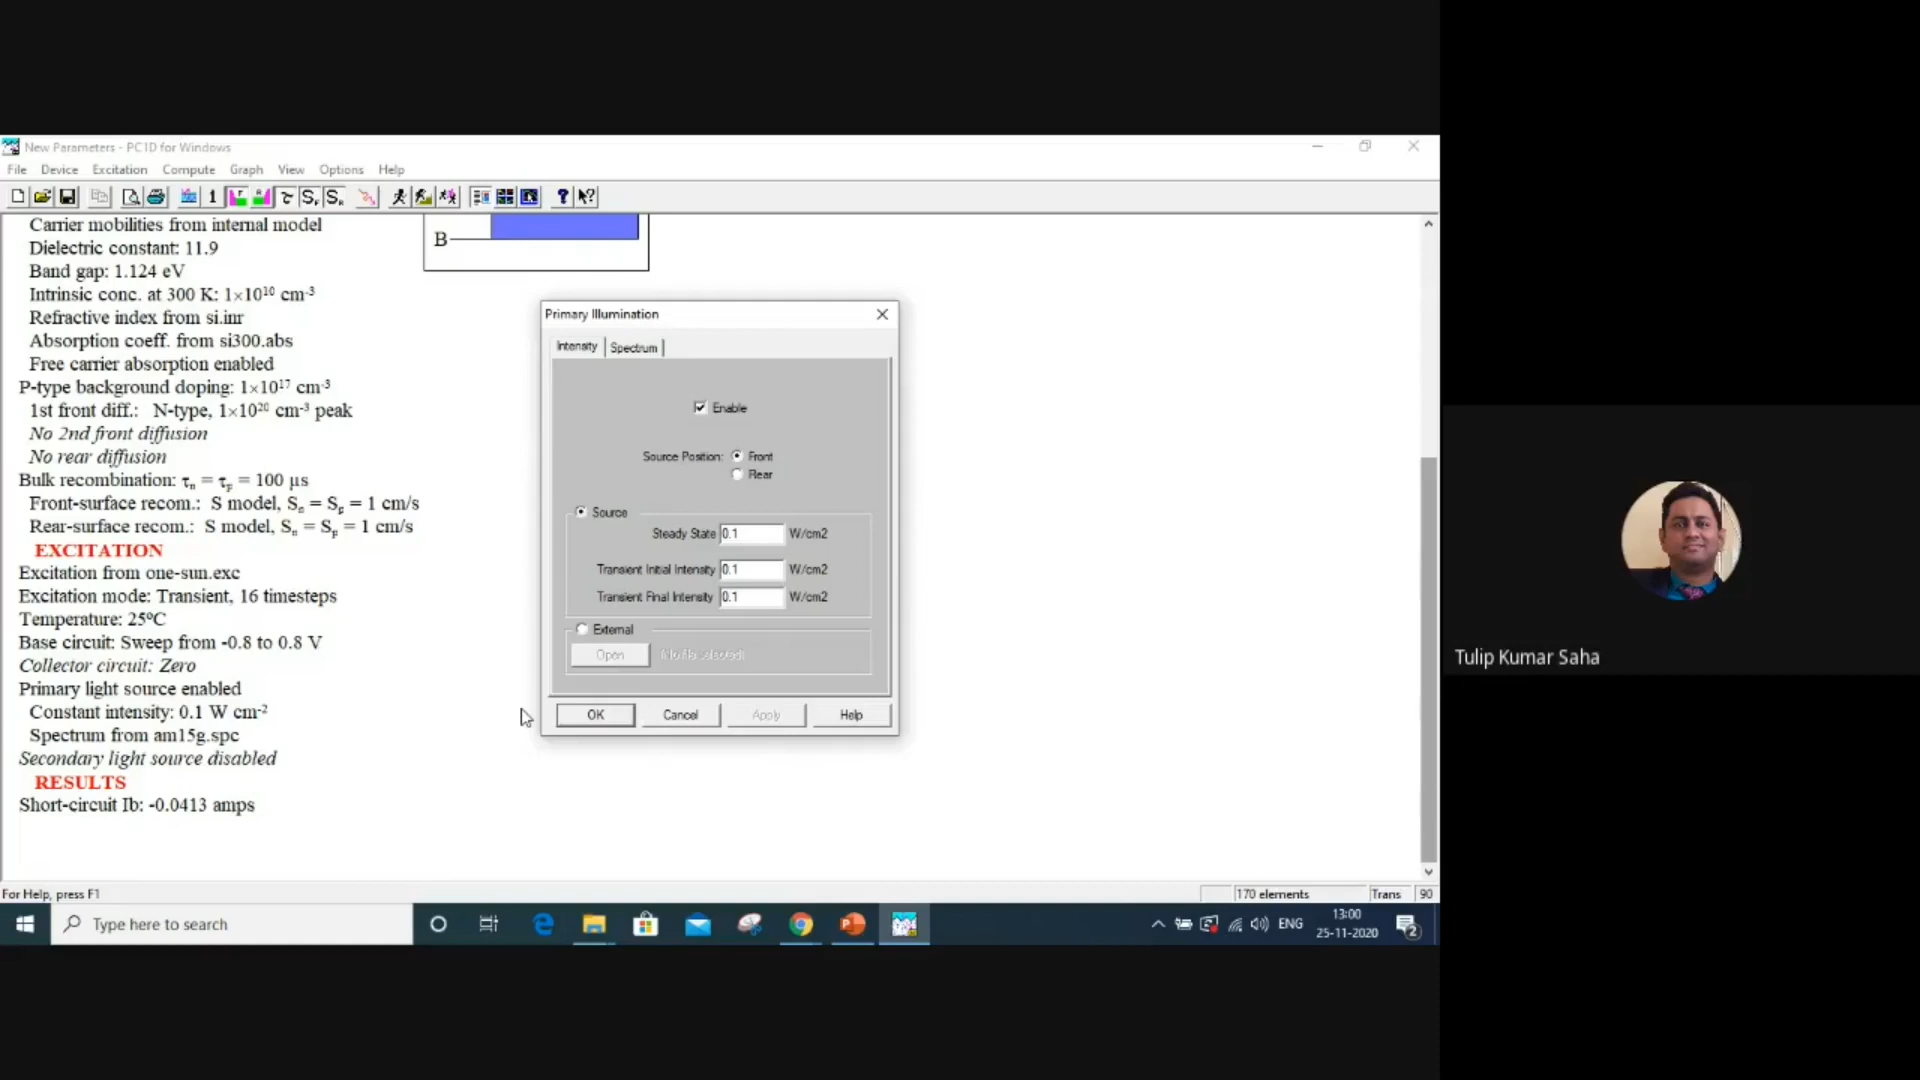 New Parameters - PC1D for Windows
File Device Excitation Compute Graph View Options Help
Carrier mobilities from internal model
Dielectric constant: 11.9
Band gap: 1.124 eV
Intrinsic conc. at 300 K: 1×10¹⁰ cm⁻³
Refractive index from si.inr
Absorption coeff. from si300.abs
Free carrier absorption enabled
P-type background doping: 1×10¹⁷ cm⁻³
1st front diff.: N-type, 1×10²⁰ cm⁻³ peak
No 2nd front diffusion
No rear diffusion
Bulk recombination: τₙ = τₚ = 100 µs
Front-surface recom.: S model, Sₙ = Sₚ = 1 cm/s
Rear-surface recom.: S model, Sₙ = Sₚ = 1 cm/s
EXCITATION
Excitation from one-sun.exc
Excitation mode: Transient, 16 timesteps
Temperature: 25°C
Base circuit: Sweep from -0.8 to 0.8 V
Collector circuit: Zero
Primary light source enabled
Constant intensity: 0.1 W cm⁻²
Spectrum from am15g.spc
Secondary light source disabled
RESULTS
Short-circuit Ib: -0.0413 amps
B
Primary Illumination
Intensity Spectrum
Enable
Source Position: Front
Rear
Source
Steady State 0.1 W/cm2
Transient Initial Intensity 0.1 W/cm2
Transient Final Intensity 0.1 W/cm2
External
Open (No file selected)
OK Cancel Apply Help
For Help, press F1
170 elements Trans 90
Type here to search
ENG
13:00
25-11-2020
2
Tulip Kumar Saha